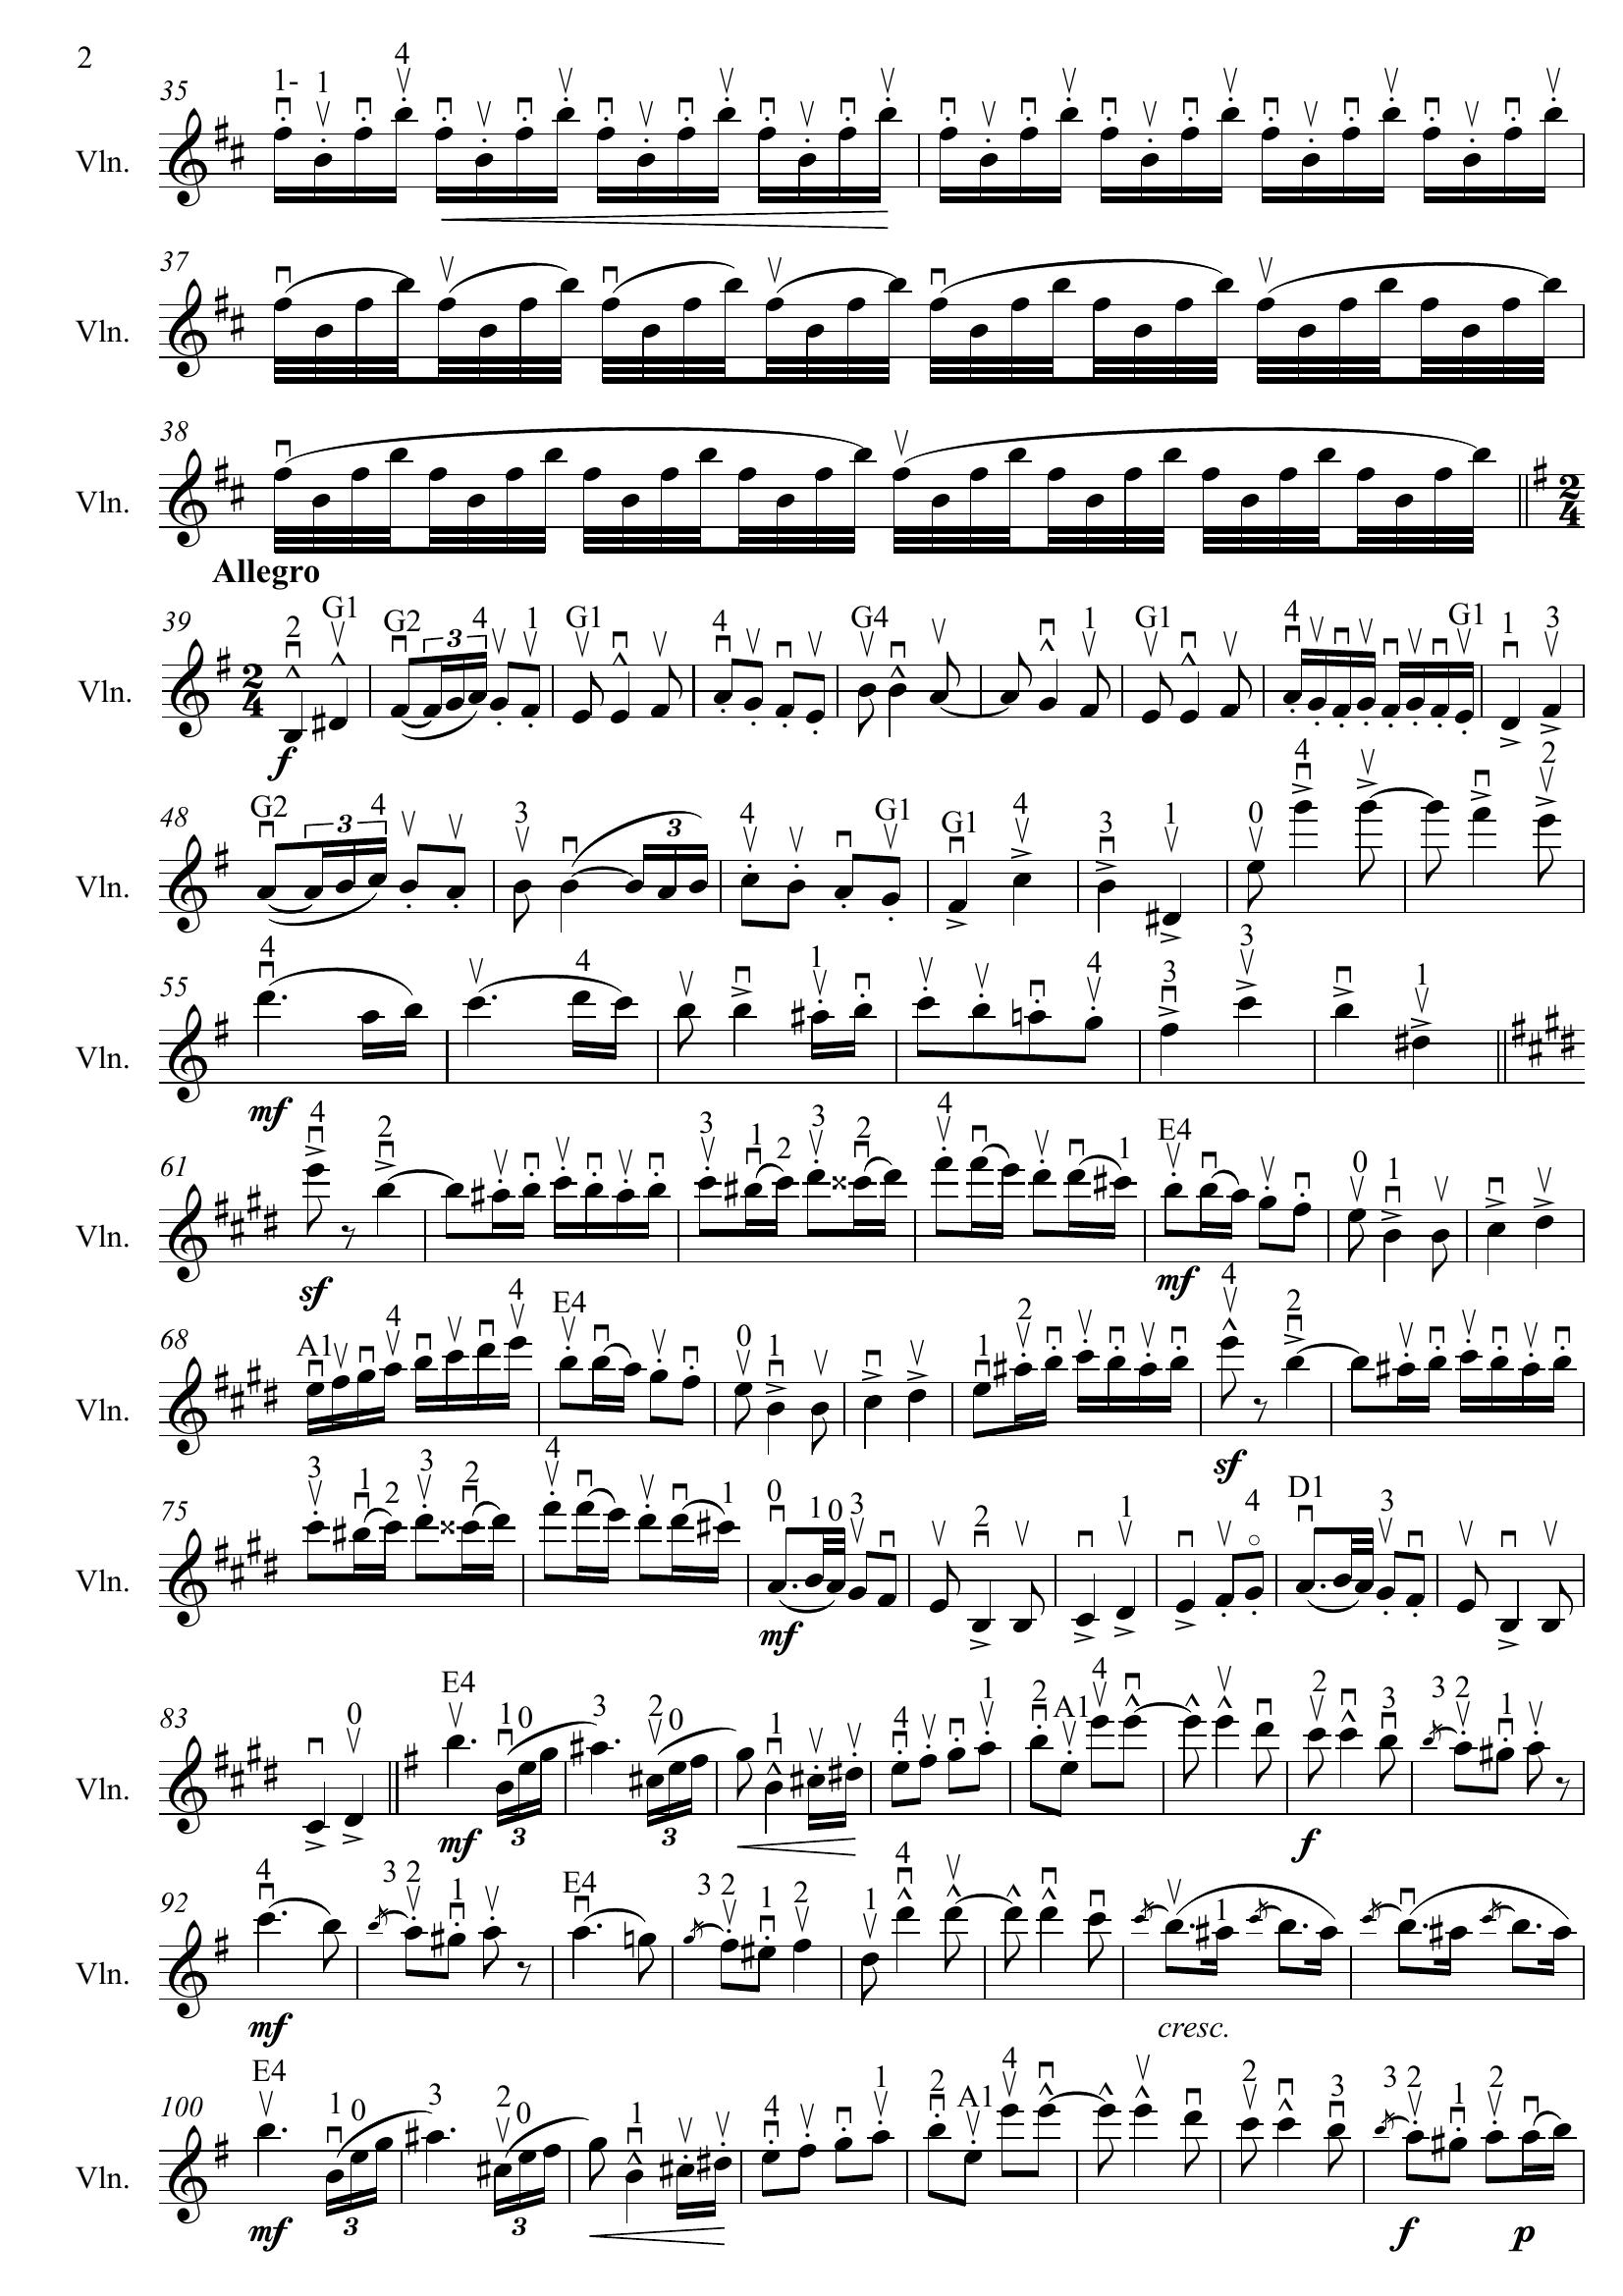 2
1- 1 4
35
Vln.
37
Vln.
38
Vln.
2 4
Allegro
2 G1 G2 3 4 1 G1 4 G4 1 G1 4 G1 1 3
39
Vln. 2 4
f
G2 3 4 3 3 4 G1 G1 4 3 1 0 4 2
48
Vln.
4 4 1 4 3 3 1
55
Vln.
mf
4 2 3 1 2 3 2 4 1 E4 0 1
61
Vln.
sf mf
A1 4 4 E4 0 1 1 2 4 2
68
Vln.
sf
3 1 2 3 2 4 1 0 1 0 3 2 1 4 D1 3
75
Vln.
mf
0 E4 1 0 3 2 0 1 4 1 2 A1 4 2 3 3 2 1
83
Vln.
3 3
mf f
4 3 2 1 E4 3 2 1 2 1 4 1
92
Vln.
mf cresc.
E4 1 0 3 2 0 1 4 1 2 A1 4 2 3 3 2 1 2
100
Vln.
3 3
mf f p